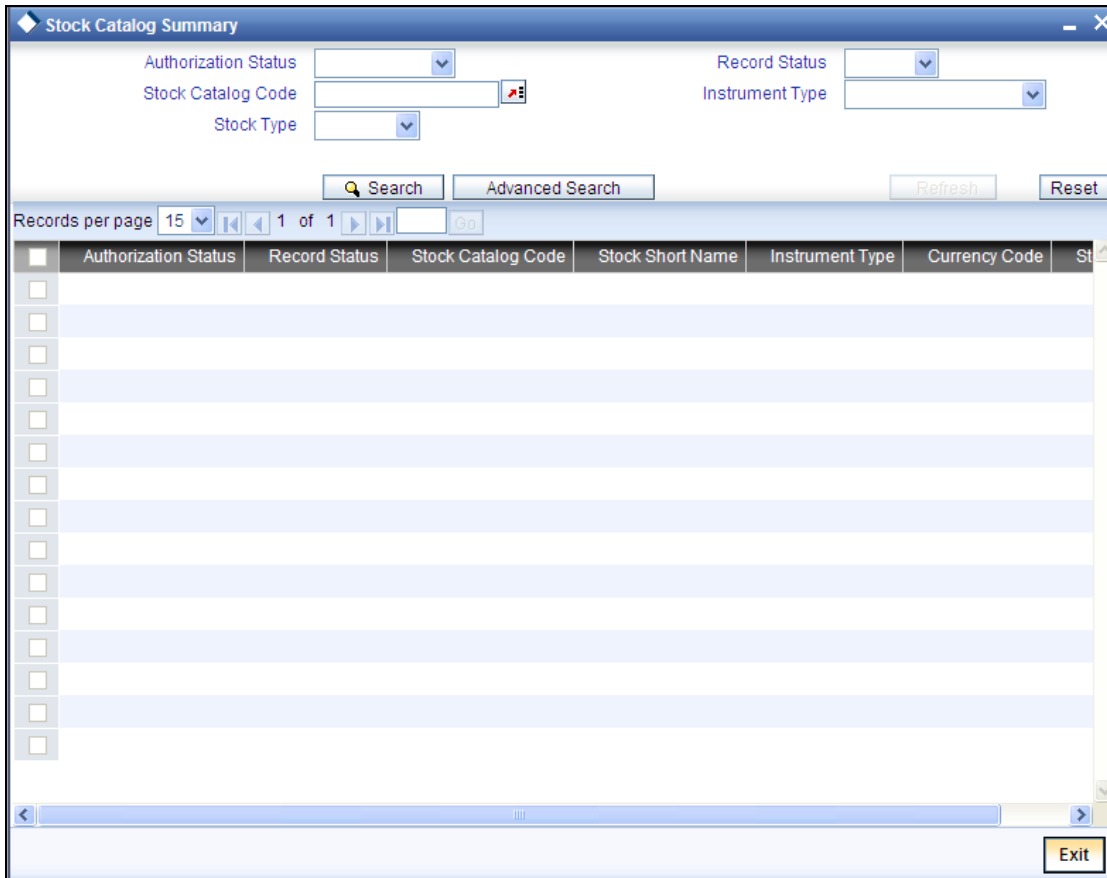 Stock Catalog Summary
Authorization Status Record Status
Stock Catalog Code Instrument Type
Stock Type
Search Advanced Search Refresh Reset
Records per page 15 1 of 1 Go
Authorization Status Record Status Stock Catalog Code Stock Short Name Instrument Type Currency Code St
Exit